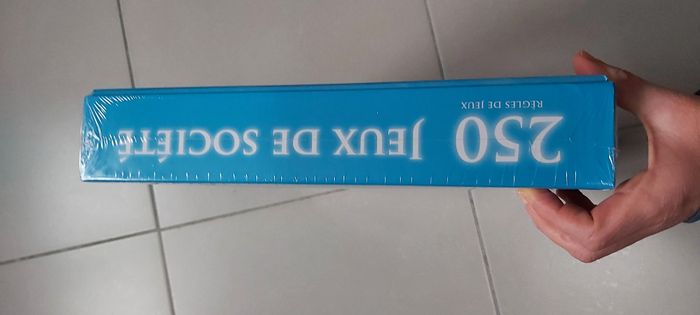 250 JEUX DE SOCIÉTÉ
RÈGLES DE JEUX